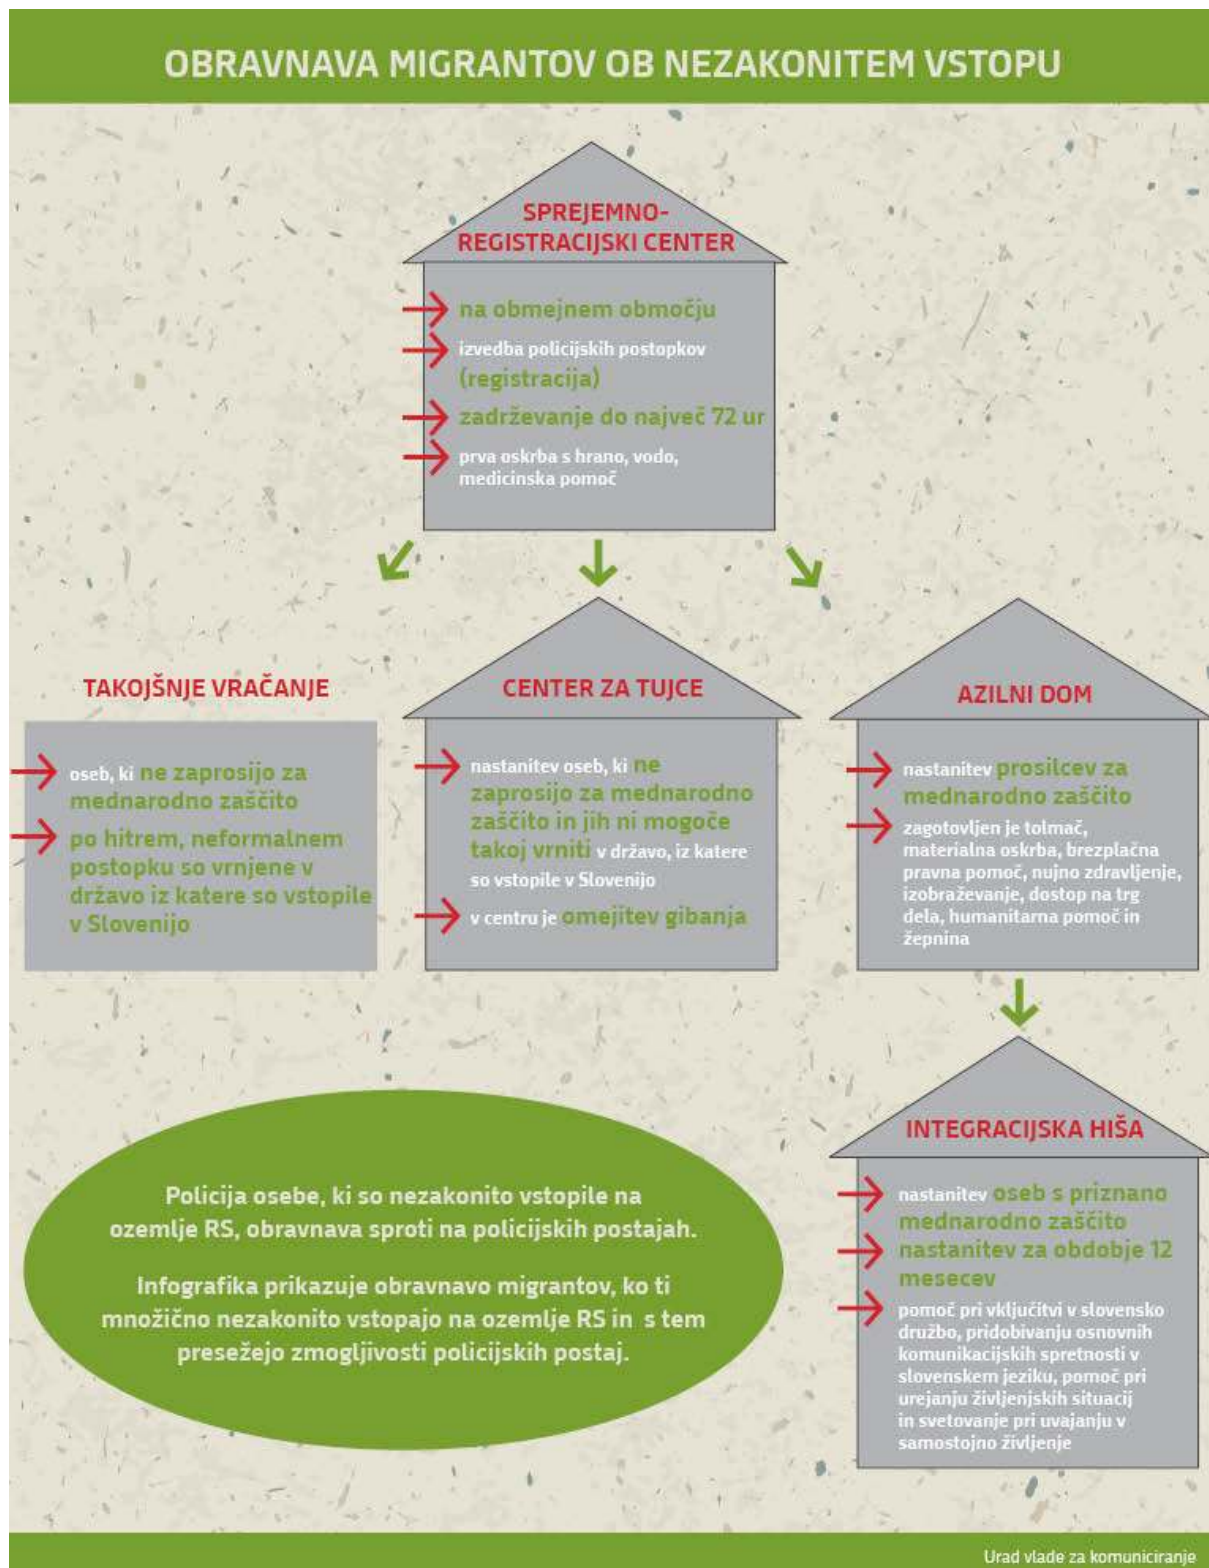 OBRAVNAVA MIGRANTOV OB NEZAKONITEM VSTOPU
SPREJEMNO-
REGISTRACIJSKI CENTER
na obmejnem območju
izvedba policijskih postopkov
(registracija)
zadrževanje do največ 72 ur
prva oskrba s hrano, vodo,
medicinska pomoč
TAKOJŠNJE VRAČANJE
oseb, ki ne zaprosijo za
mednarodno zaščito
po hitrem, neformalnem
postopku so vrnjene v
državo iz katere so vstopile
v Slovenijo
CENTER ZA TUJCE
nastanitev oseb, ki ne
zaprosijo za mednarodno
zaščito in jih ni mogoče
takoj vrniti v državo, iz katere
so vstopile v Slovenijo
v centru je omejitev gibanja
AZILNI DOM
nastanitev prosilcev za
mednarodno zaščito
zagotovljen je tolmač,
materialna oskrba, brezplačna
pravna pomoč, nujno zdravljenje,
izobraževanje, dostop na trg
dela, humanitarna pomoč in
žepnina
INTEGRACIJSKA HIŠA
nastanitev oseb s priznano
mednarodno zaščito
nastanitev za obdobje 12
mesecev
pomoč pri vključitvi v slovensko
družbo, pridobivanju osnovnih
komunikacijskih spretnosti v
slovenskem jeziku, pomoč pri
urejanju življenjskih situacij
in svetovanje pri uvajanju v
samostojno življenje
Policija osebe, ki so nezakonito vstopile na
ozemlje RS, obravnava sproti na policijskih postajah.
Infografika prikazuje obravnavo migrantov, ko ti
množično nezakonito vstopajo na ozemlje RS in s tem
presežejo zmogljivosti policijskih postaj.
Urad vlade za komuniciranje